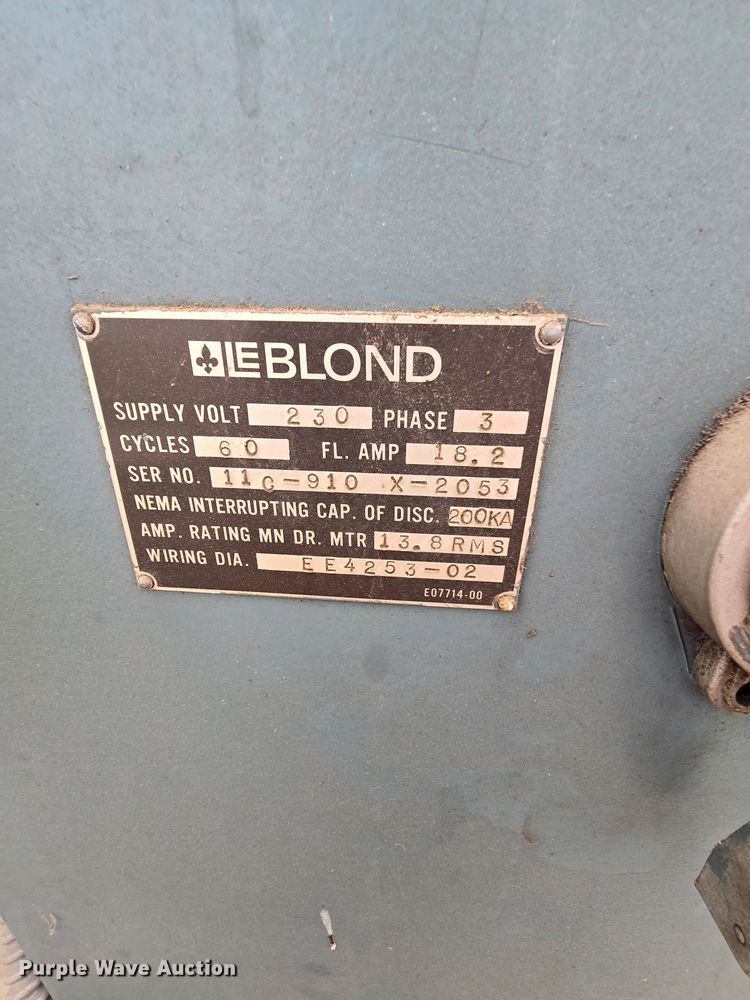 LEBLOND
SUPPLY VOLT 230 PHASE 3
CYCLES 60 FL. AMP 18.2
SER NO. 11C-910 X-2053
NEMA INTERRUPTING CAP. OF DISC. 200KA
AMP. RATING MN DR. MTR 13.8RMS
WIRING DIA. EE4253-02
E07714-00
Purple Wave Auction